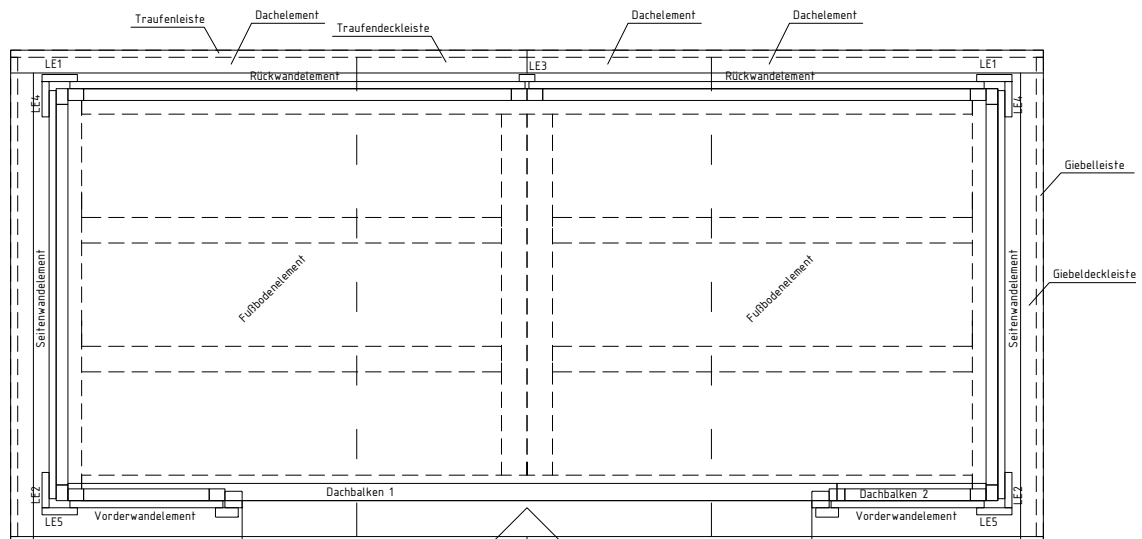 Traufenleiste
Dachelement
Traufendeckleiste
Dachelement
Dachelement
LE1
LE3
LE1
Rückwandelement
Rückwandelement
LE4
LE4
Giebelleiste
Seitenwandelement
Fußbodenelement
Fußbodenelement
Seitenwandelement
Giebeldeckleiste
LE2
Dachbalken 1
Dachbalken 2
LE2
LE5
Vorderwandelement
Vorderwandelement
LE5